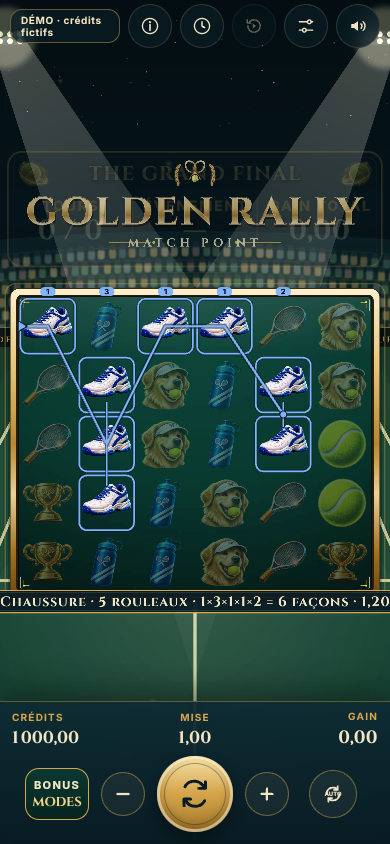 DÉMO · crédits
fictifs
THE GRAND FINAL
GOLDEN RALLY
MATCH POINT
1 3 1 1 2
CHAUSSURE · 5 ROULEAUX · 1×3×1×1×2 = 6 FAÇONS · 1,20
CRÉDITS MISE GAIN
1 000,00 1,00 0,00
BONUS
MODES
AUTO